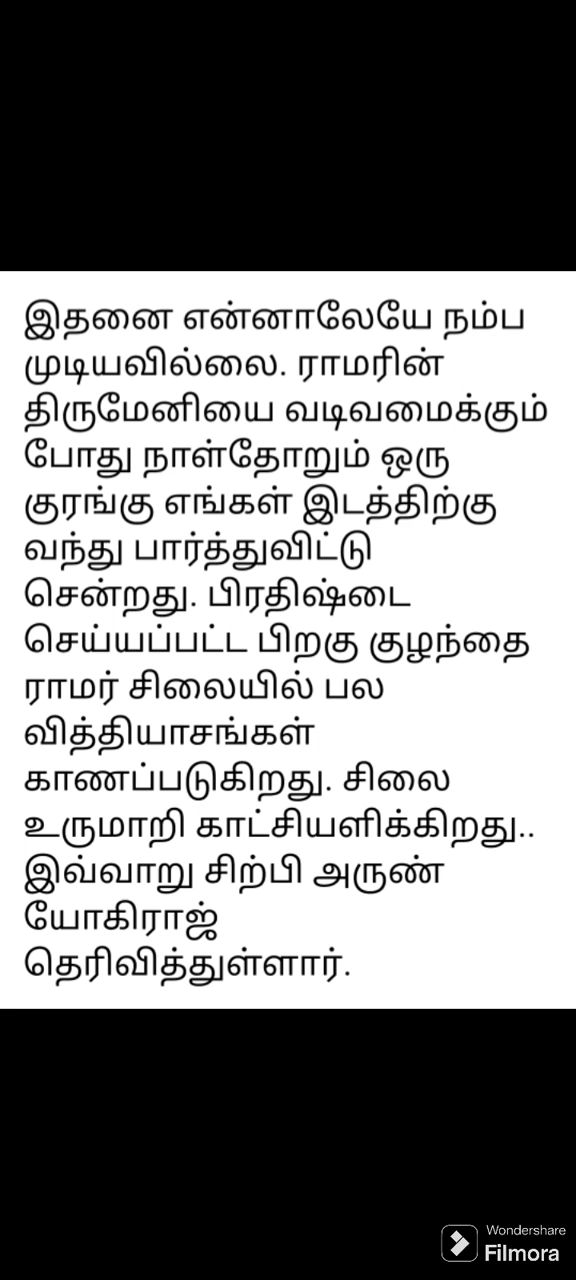 இதனை என்னாலேயே நம்ப
முடியவில்லை. ராமரின்
திருமேனியை வடிவமைக்கும்
போது நாள்தோறும் ஒரு
குரங்கு எங்கள் இடத்திற்கு
வந்து பார்த்துவிட்டு
சென்றது. பிரதிஷ்டை
செய்யப்பட்ட பிறகு குழந்தை
ராமர் சிலையில் பல
வித்தியாசங்கள்
காணப்படுகிறது. சிலை
உருமாறி காட்சியளிக்கிறது..
இவ்வாறு சிற்பி அருண்
யோகிராஜ்
தெரிவித்துள்ளார்.
Wondershare
Filmora